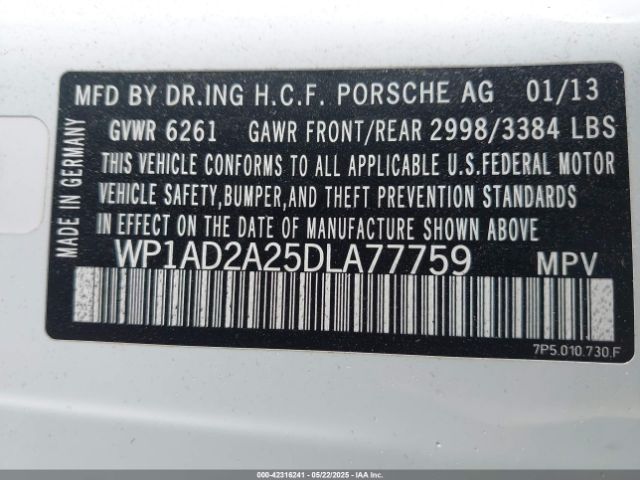 MFD BY DR.ING H.C.F. PORSCHE AG 01/13
GVWR 6261 GAWR FRONT/REAR 2998/3384 LBS
THIS VEHICLE CONFORMS TO ALL APPLICABLE U.S.FEDERAL MOTOR
VEHICLE SAFETY,BUMPER,AND THEFT PREVENTION STANDARDS
IN EFFECT ON THE DATE OF MANUFACTURE SHOWN ABOVE
WP1AD2A25DLA77759 MPV
MADE IN GERMANY
7P5.010.730.F
000-42316241 - 05/22/2025 - IAAI.COM